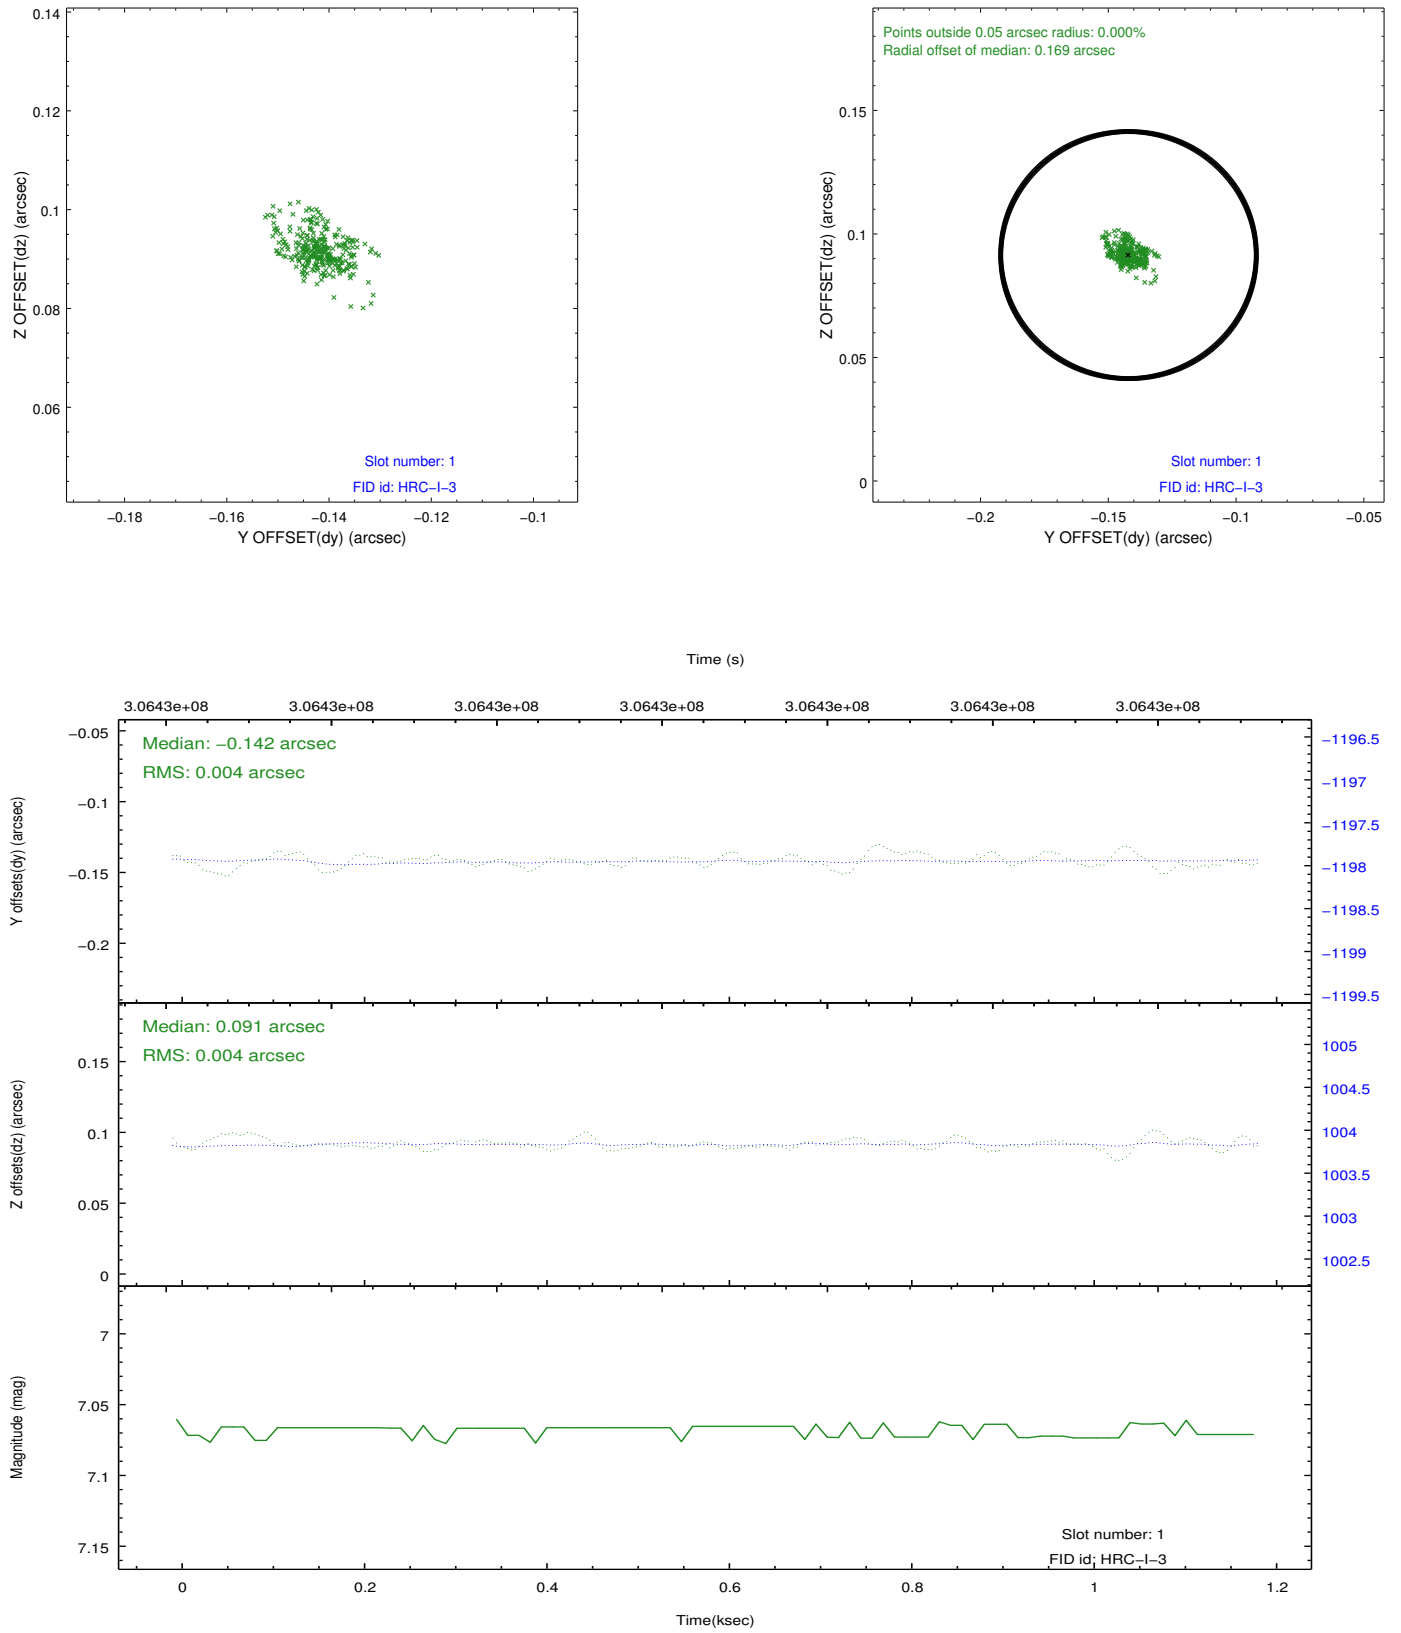 0.14
0.12
0.1
0.08
0.06
Z OFFSET(dz) (arcsec)
Slot number: 1
FID id: HRC−I−3
−0.18 −0.16 −0.14 −0.12 −0.1
Y OFFSET(dy) (arcsec)
Points outside 0.05 arcsec radius: 0.000%
Radial offset of median: 0.169 arcsec
0.15
0.1
0.05
0
Z OFFSET(dz) (arcsec)
Slot number: 1
FID id: HRC−I−3
−0.2 −0.15 −0.1 −0.05
Y OFFSET(dy) (arcsec)
Time (s)
3.0643e+08 3.0643e+08 3.0643e+08 3.0643e+08 3.0643e+08 3.0643e+08 3.0643e+08
Median: −0.142 arcsec
RMS: 0.004 arcsec
−0.05
−0.1
−0.15
−0.2
Y offsets(dy) (arcsec)
−1196.5
−1197
−1197.5
−1198
−1198.5
−1199
−1199.5
Median: 0.091 arcsec
RMS: 0.004 arcsec
0.15
0.1
0.05
0
Z offsets(dz) (arcsec)
1005
1004.5
1004
1003.5
1003
1002.5
7
7.05
7.1
7.15
Magnitude (mag)
Slot number: 1
FID id: HRC−I−3
0 0.2 0.4 0.6 0.8 1 1.2
Time(ksec)